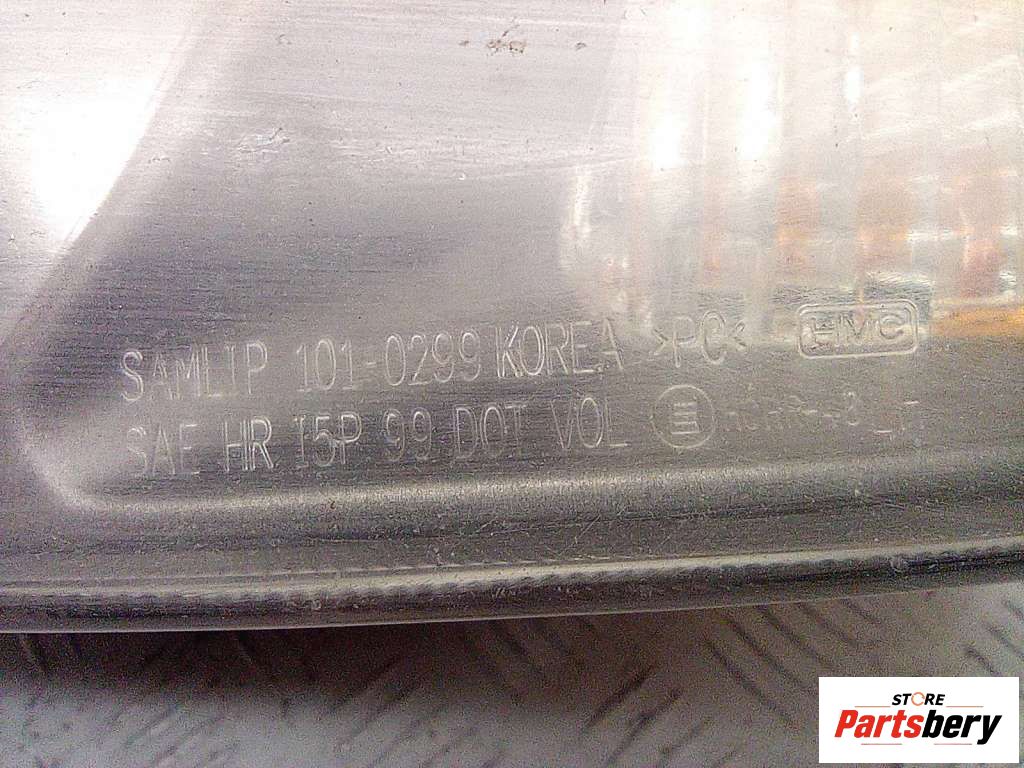 SAMLIP 101-0299 KOREA >PC< HMC
SAE HR I5P 99 DOT VOL
STORE
Partsbery